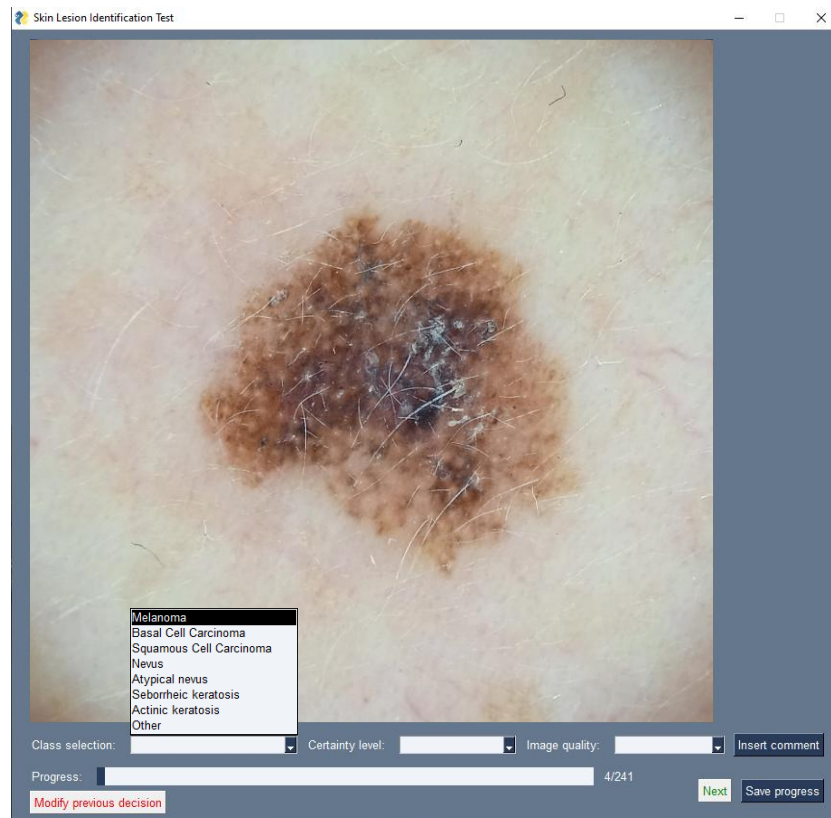 Skin Lesion Identification Test
Melanoma
Basal Cell Carcinoma
Squamous Cell Carcinoma
Nevus
Atypical nevus
Seborrheic keratosis
Actinic keratosis
Other
Class selection: Certainty level: Image quality: Insert comment
Progress: 4/241
Next Save progress
Modify previous decision